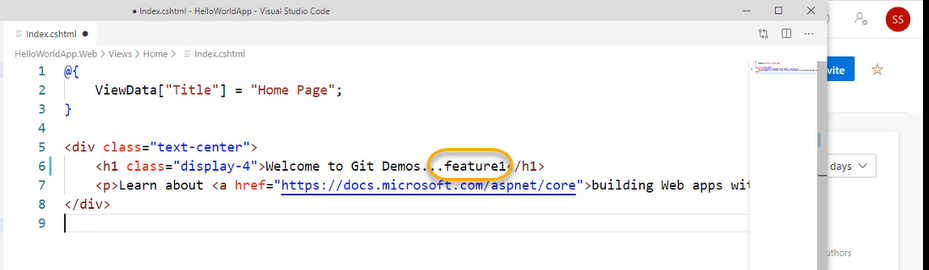 ● Index.cshtml - HelloWorldApp - Visual Studio Code
SS
Index.cshtml ●
HelloWorldApp.Web > Views > Home > Index.cshtml
vite
1 @{
2 ViewData["Title"] = "Home Page";
3 }
4
5 <div class="text-center">
6 <h1 class="display-4">Welcome to Git Demos...feature1</h1>
7 <p>Learn about <a href="https://docs.microsoft.com/aspnet/core">building Web apps wit
8 </div>
9
days
uthors